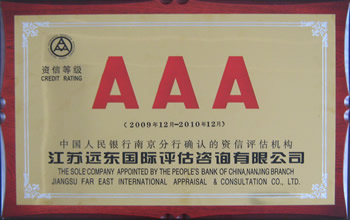 资信等级
CREDIT RATING
AAA
(2009年12月—2010年12月)
中国人民银行南京分行确认的资信评估机构
江苏远东国际评估咨询有限公司
THE SOLE COMPANY APPOINTED BY THE PEOPLE'S BANK OF CHINA,NANJING BRANCH
JIANGSU FAR EAST INTERNATIONAL APPRAISAL & CONSULTATION CO., LTD.